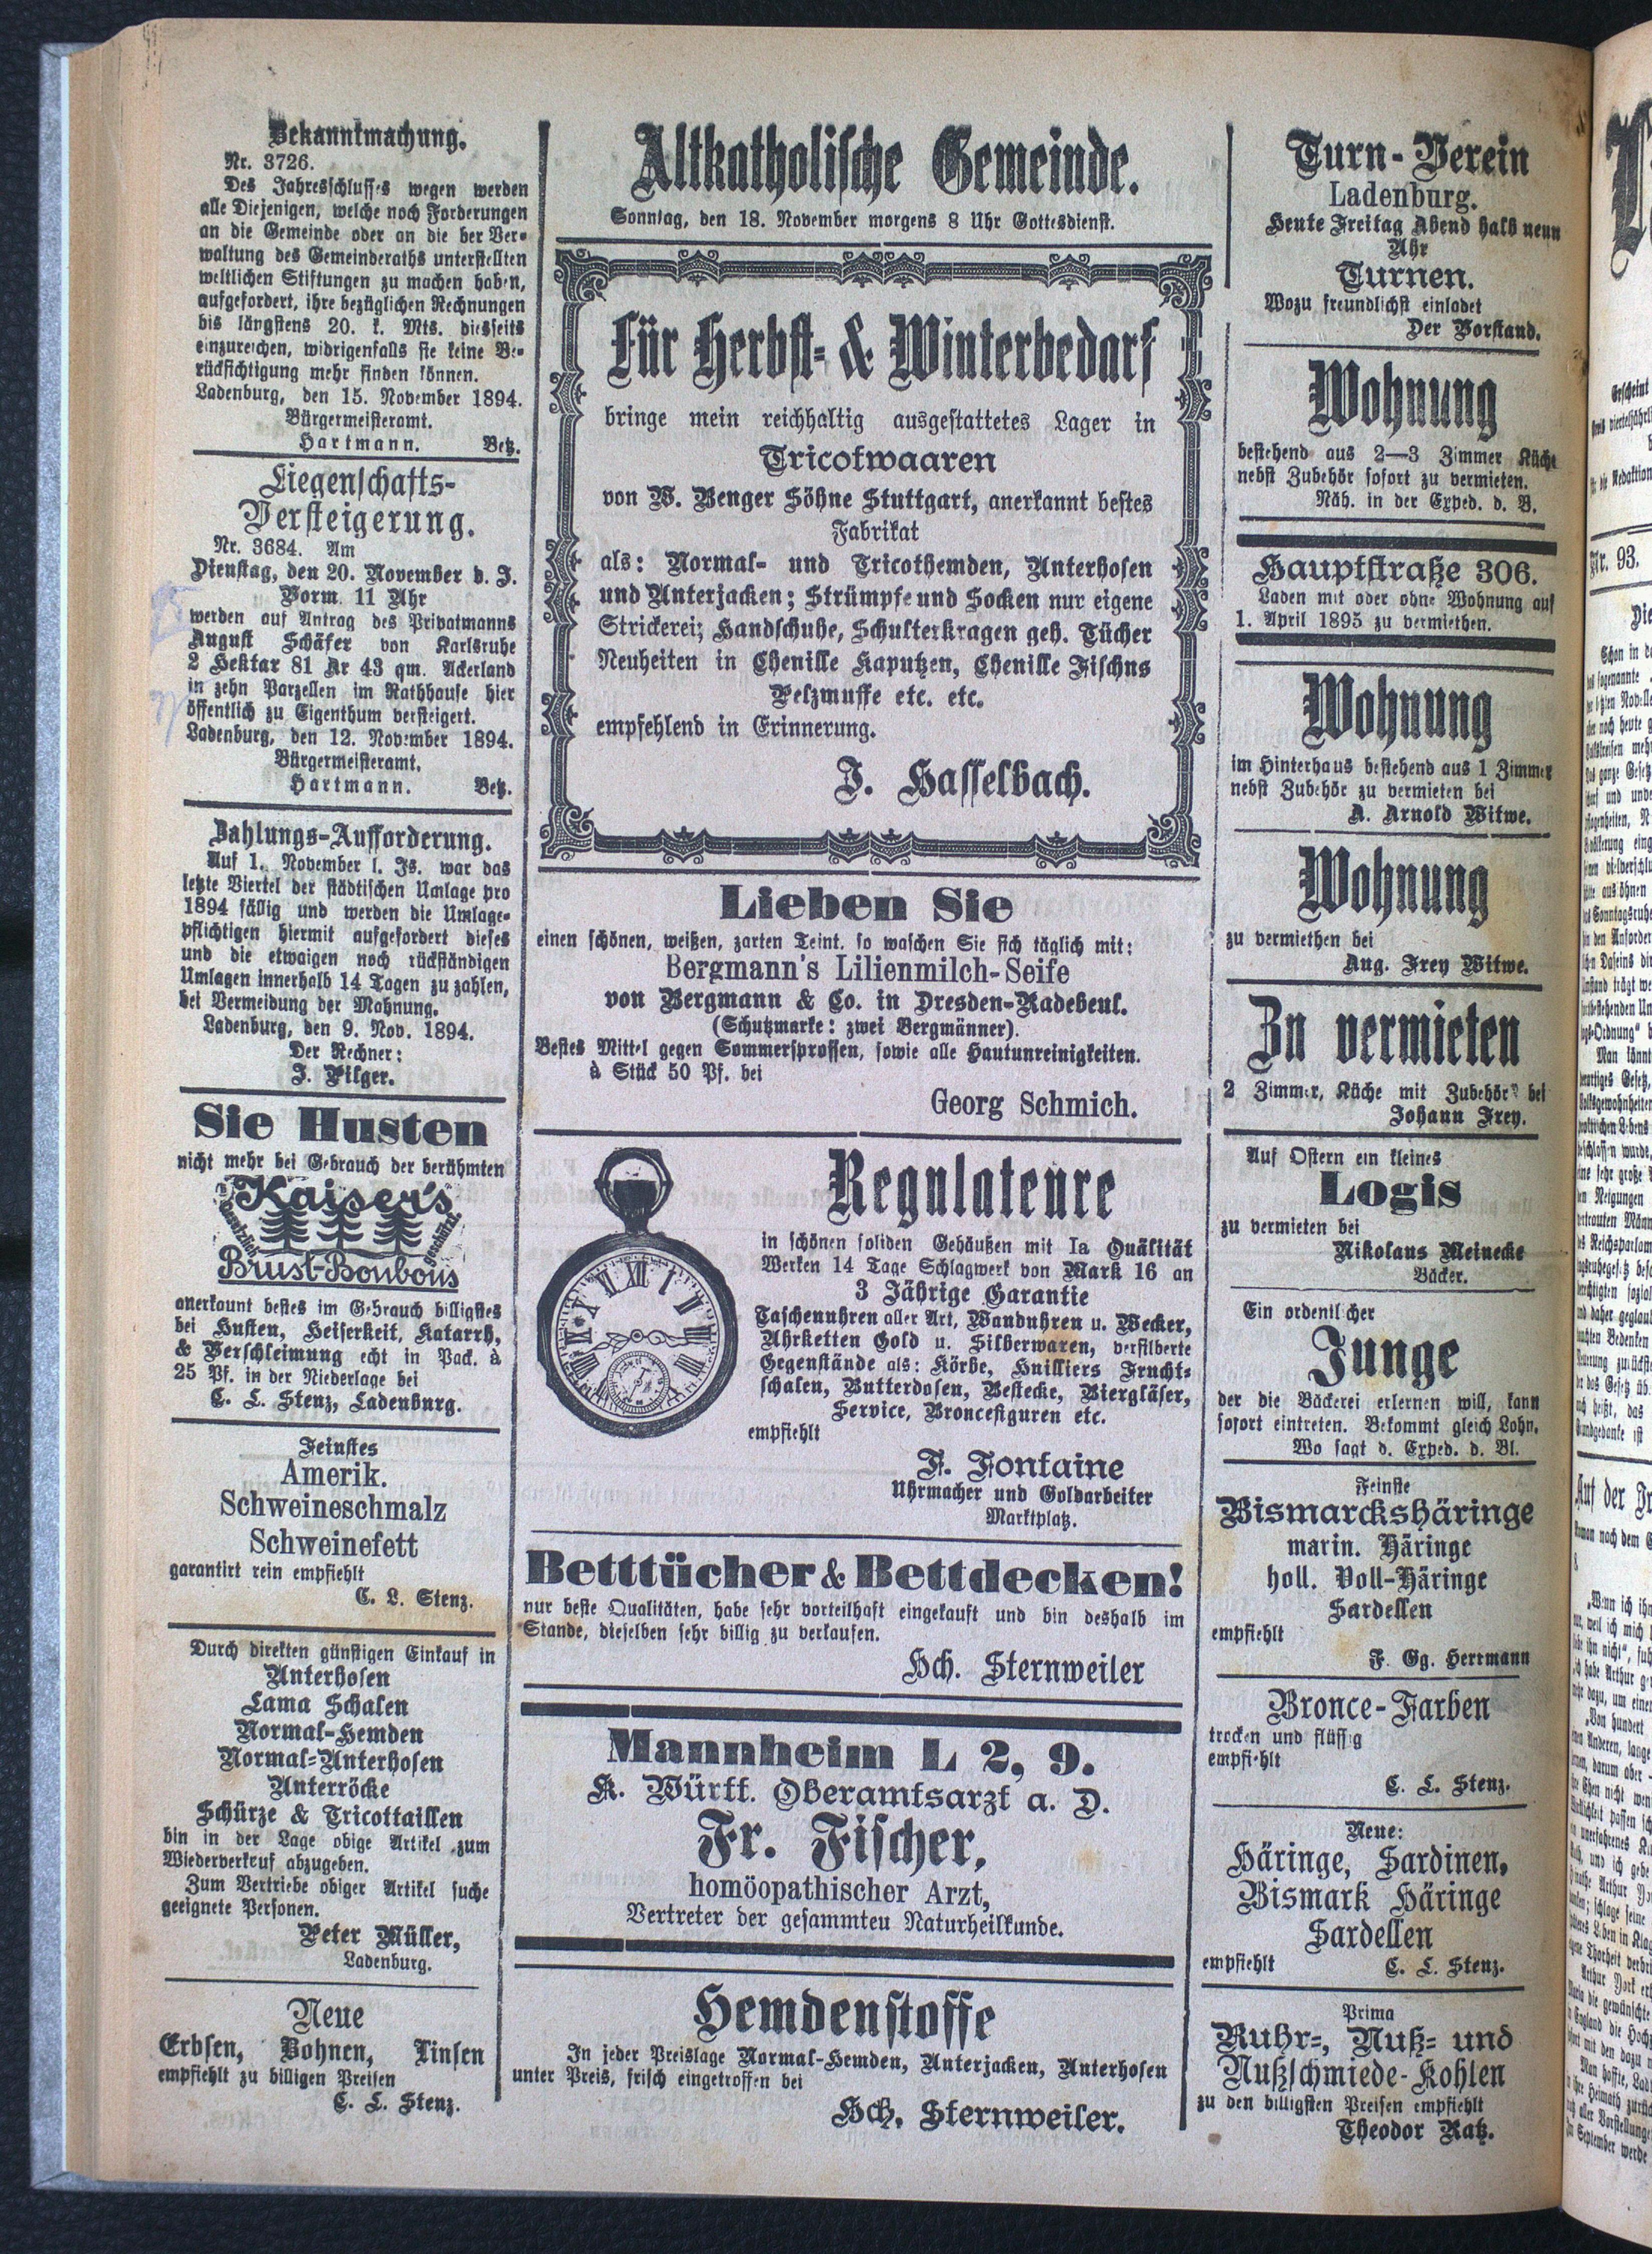 Bekanntmachung.
Nr. 3726.
Des Jahresschlusses wegen werden
alle Diejenigen, welche noch Forderungen
an die Gemeinde oder an die der Ver-
waltung des Gemeinderaths unterstellten
weltlichen Stiftungen zu machen haben,
aufgefordert, ihre bezüglichen Rechnungen
bis längstens 20. k. Mts. diesseits
einzureichen, widrigenfalls sie keine Be-
rücksichtigung mehr finden können.
Ladenburg, den 15. November 1894.
Bürgermeisteramt.
Hartmann. Betz.
Liegenschafts-
Versteigerung.
Nr. 3684. Am
Dienstag, den 20. November d. J.
Vorm. 11 Uhr
werden auf Antrag des Privatmanns
August Schäfer von Karlsruhe
2 Hektar 81 Ar 43 qm. Ackerland
in zehn Parzellen im Rathhause hier
öffentlich zu Eigenthum versteigert.
Ladenburg, den 12. November 1894.
Bürgermeisteramt.
Hartmann. Betz.
Zahlungs-Aufforderung.
Auf 1. November l. Js. war das
letzte Viertel der städtischen Umlage pro
1894 fällig und werden die Umlage-
pflichtigen hiermit aufgefordert dieses
und die etwaigen noch rückständigen
Umlagen innerhalb 14 Tagen zu zahlen,
bei Vermeidung der Mahnung.
Ladenburg, den 9. Nov. 1894.
Der Rechner:
J. Pilger.
Sie Husten
nicht mehr bei Gebrauch der berühmten
Kaiser's
Gesetzlich geschützt.
Brust-Bonbons
anerkannt bestes im Gebrauch billigstes
bei Husten, Heiserkeit, Katarrh,
& Verschleimung echt in Pack. à
25 Pf. in der Niederlage bei
C. L. Stenz, Ladenburg.
Feinstes
Amerik.
Schweineschmalz
Schweinefett
garantirt rein empfiehlt
C. L. Stenz.
Durch direkten günstigen Einkauf in
Unterhosen
Lama Schalen
Normal-Hemden
Normal-Unterhosen
Unterröcke
Schürze & Tricottaillen
bin in der Lage obige Artikel zum
Wiederverkauf abzugeben.
Zum Vertriebe obiger Artikel suche
geeignete Personen.
Peter Müller,
Ladenburg.
Neue
Erbsen, Bohnen, Linsen
empfiehlt zu billigen Preisen
C. L. Stenz.
Altkatholische Gemeinde.
Sonntag, den 18. November morgens 8 Uhr Gottesdienst.
Für Herbst- & Winterbedarf
bringe mein reichhaltig ausgestattetes Lager in
Tricotwaaren
von W. Benger Söhne Stuttgart, anerkannt bestes
Fabrikat
als: Normal- und Tricothemden, Unterhosen
und Unterjacken; Strümpfe und Socken nur eigene
Strickerei; Handschuhe, Schulterkragen geh. Tücher
Neuheiten in Chenille Kaputzen, Chenille Fischns
Pelzmuffe etc. etc.
empfehlend in Erinnerung.
J. Hasselbach.
Lieben Sie
einen schönen, weißen, zarten Teint. so waschen Sie sich täglich mit:
Bergmann's Lilienmilch-Seife
von Bergmann & Co. in Dresden-Radebeul.
(Schutzmarke: zwei Bergmänner).
Bestes Mittel gegen Sommersprossen, sowie alle Hautunreinigkeiten.
à Stück 50 Pf. bei
Georg Schmich.
Regulateure
in schönen soliden Gehäußen mit Ia Quälität
Werken 14 Tage Schlagwerk von Mark 16 an
3 Jährige Garantie
Taschenuhren aller Art, Wanduhren u. Wecker,
Uhrketten Gold u. Silberwaren, versilberte
Gegenstände als: Körbe, Huilliers Frucht-
schalen, Butterdosen, Bestecke, Biergläser,
Service, Broncefiguren etc.
empfiehlt
F. Fontaine
Uhrmacher und Goldarbeiter
Marktplatz.
Betttücher & Bettdecken!
nur beste Qualitäten, habe sehr vorteilhaft eingekauft und bin deshalb im
Stande, dieselben sehr billig zu verkaufen.
Hch. Sternweiler
Mannheim L 2, 9.
K. Württ. Oberamtsarzt a. D.
Fr. Fischer,
homöopathischer Arzt,
Vertreter der gesammten Naturheilkunde.
Hemdenstoffe
In jeder Preislage Normal-Hemden, Unterjacken, Unterhosen
unter Preis, frisch eingetroffen bei
Hch. Sternweiler.
Turn-Verein
Ladenburg.
Heute Freitag Abend halb neun
Uhr
Turnen.
Wozu freundlichst einladet
Der Vorstand.
Wohnung
bestehend aus 2—3 Zimmer Küche
nebst Zubehör sofort zu vermieten.
Näh. in der Exped. d. B.
Hauptstraße 306.
Laden mit oder ohne Wohnung auf
1. April 1895 zu vermiethen.
Wohnung
im Hinterhaus bestehend aus 1 Zimmer
nebst Zubehör zu vermieten bei
A. Arnold Witwe.
Wohnung
zu vermiethen bei
Aug. Frey Witwe.
Zu vermieten
2 Zimmer, Küche mit Zubehör bei
Johann Frey.
Auf Ostern ein kleines
Logis
zu vermieten bei
Nikolaus Meinecke
Bäcker.
Ein ordentlicher
Junge
der die Bäckerei erlernen will, kann
sofort eintreten. Bekommt gleich Lohn.
Wo sagt d. Exped. d. Bl.
Feinste
Bismarckshäringe
marin. Häringe
holl. Voll-Häringe
Sardellen
empfiehlt
F. Gg. Herrmann
Bronce-Farben
trocken und flüssig
empfiehlt
C. L. Stenz.
Neue:
Häringe, Sardinen,
Bismark Häringe
Sardellen
empfiehlt C. L. Stenz.
Prima
Ruhr-, Nuß- und
Nußschmiede-Kohlen
zu den billigsten Preisen empfiehlt
Theodor Katz.
Nr. 93.